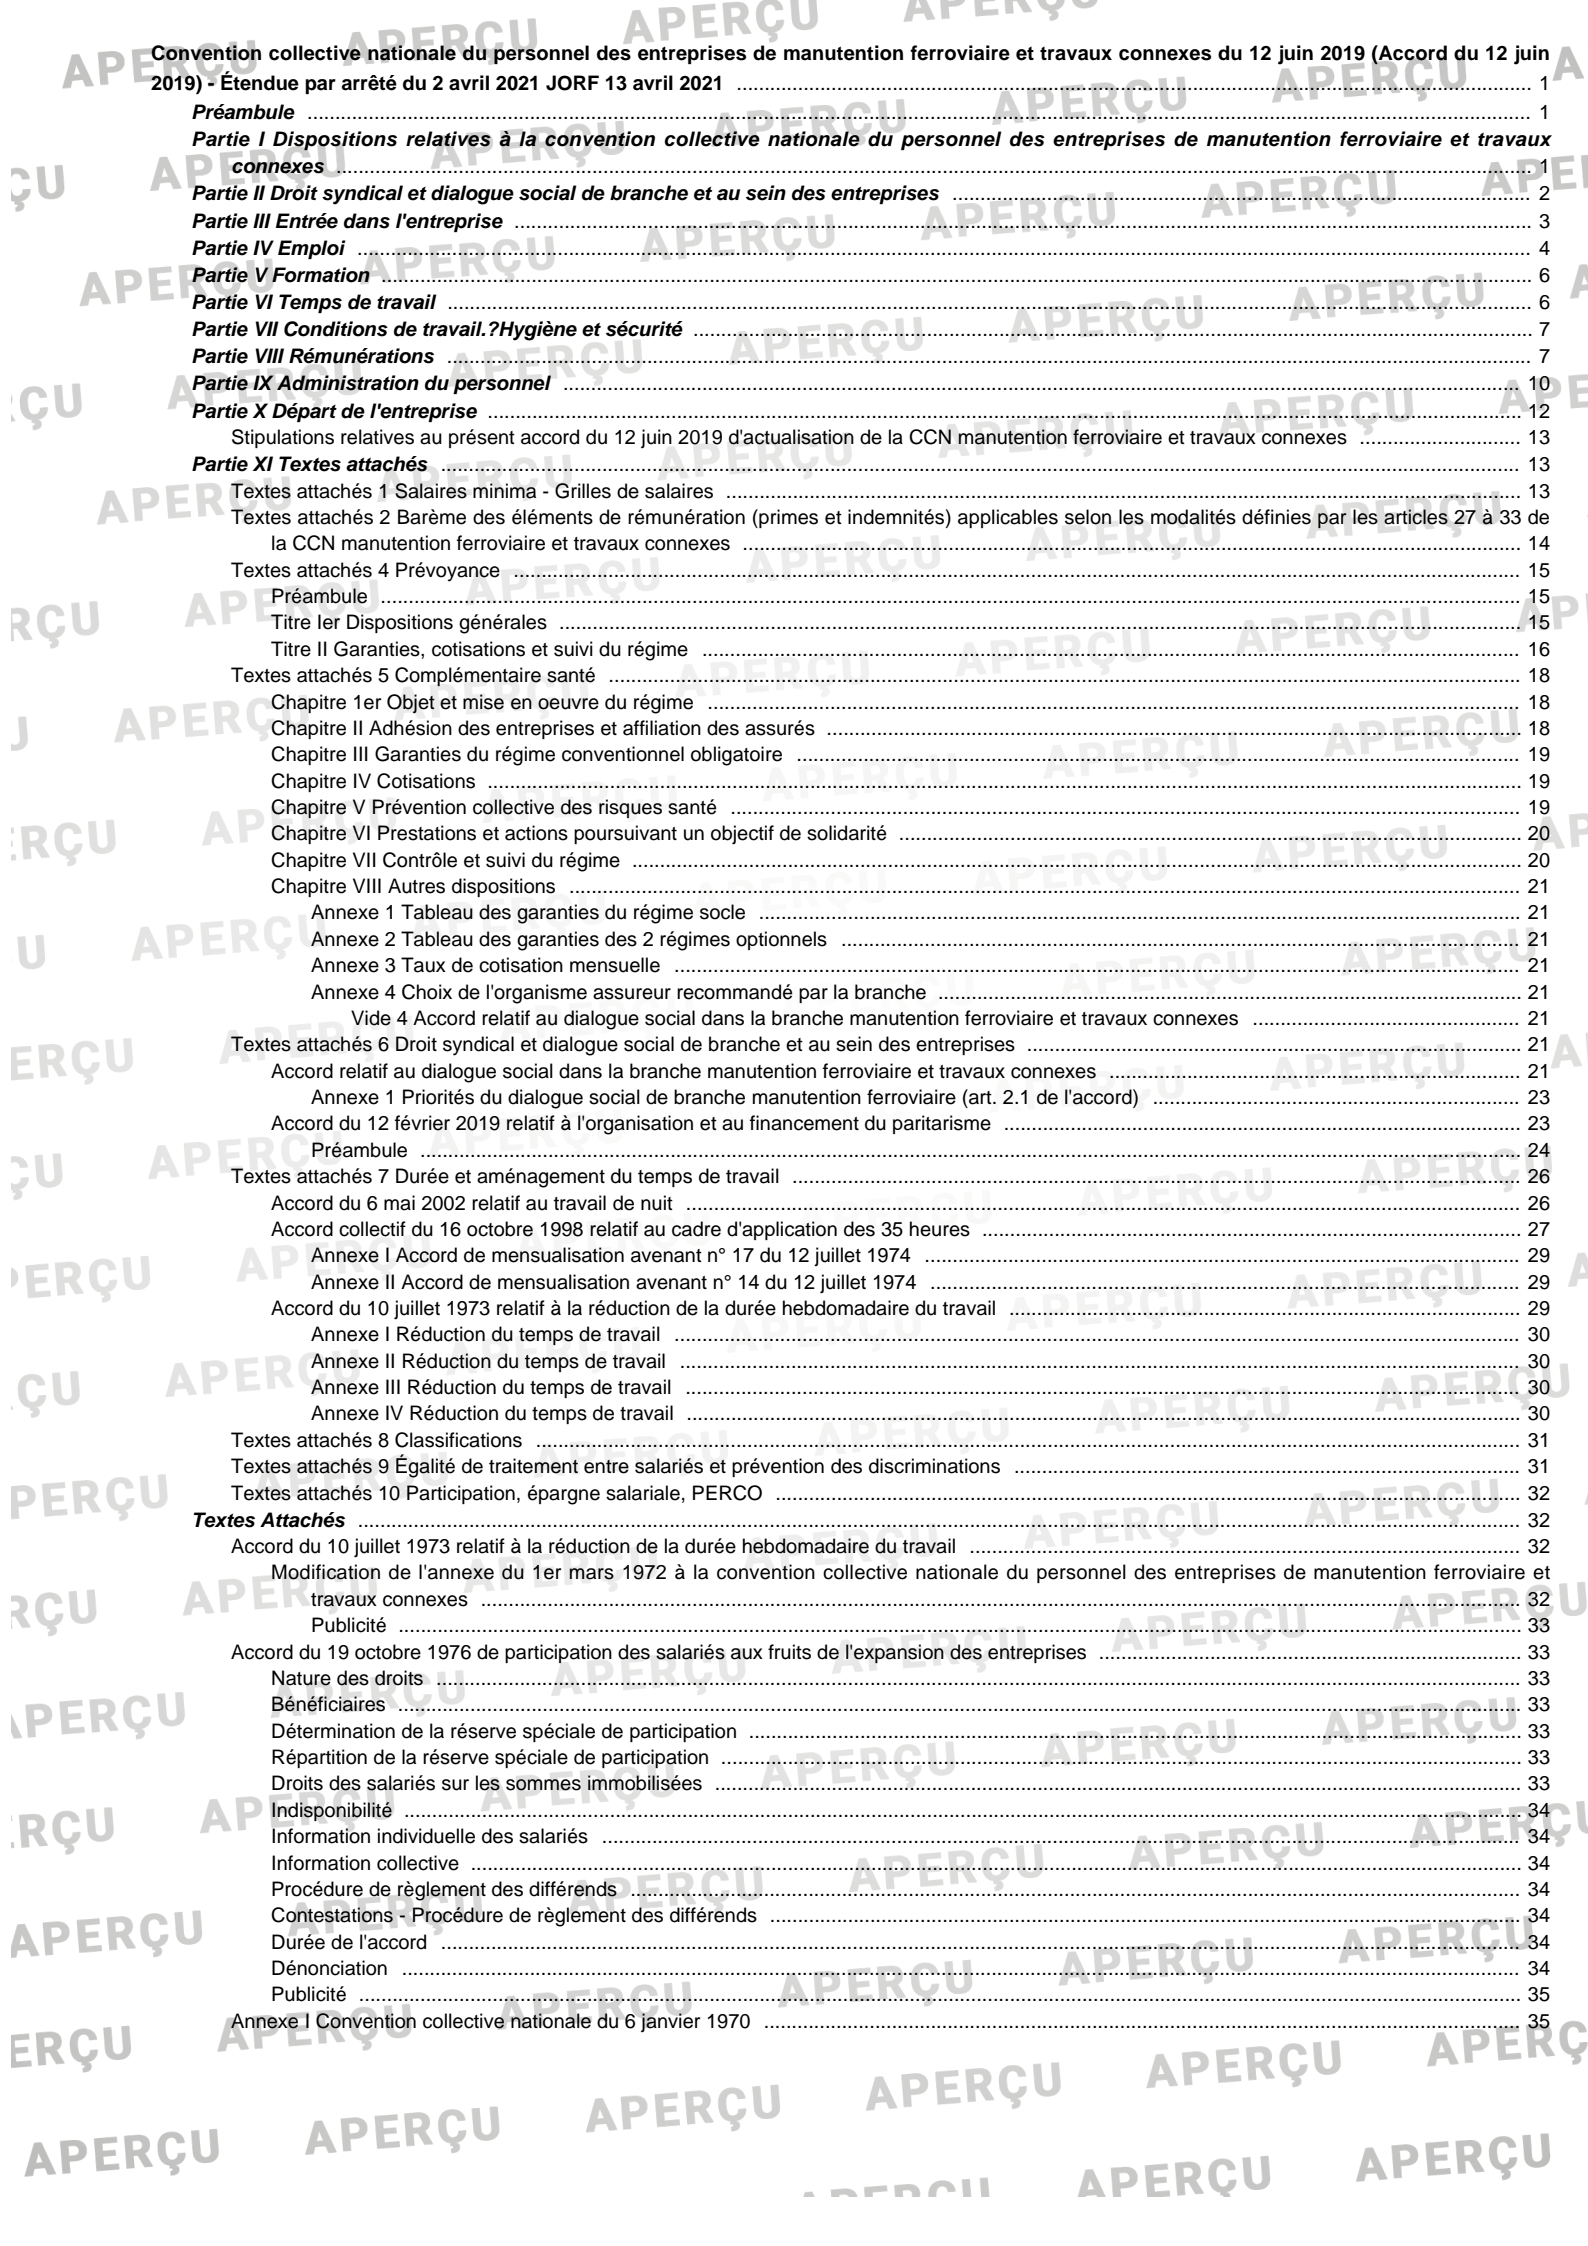 Convention collective nationale du personnel des entreprises de manutention ferroviaire et travaux connexes du 12 juin 2019 (Accord du 12 juin
2019) - Étendue par arrêté du 2 avril 2021 JORF 13 avril 2021 ... 1
Préambule ... 1
Partie I Dispositions relatives à la convention collective nationale du personnel des entreprises de manutention ferroviaire et travaux
connexes ... 1
Partie II Droit syndical et dialogue social de branche et au sein des entreprises ... 2
Partie III Entrée dans l'entreprise ... 3
Partie IV Emploi ... 4
Partie V Formation ... 6
Partie VI Temps de travail ... 6
Partie VII Conditions de travail.?Hygiène et sécurité ... 7
Partie VIII Rémunérations ... 7
Partie IX Administration du personnel ... 10
Partie X Départ de l'entreprise ... 12
Stipulations relatives au présent accord du 12 juin 2019 d'actualisation de la CCN manutention ferroviaire et travaux connexes ... 13
Partie XI Textes attachés ... 13
Textes attachés 1 Salaires minima - Grilles de salaires ... 13
Textes attachés 2 Barème des éléments de rémunération (primes et indemnités) applicables selon les modalités définies par les articles 27 à 33 de
la CCN manutention ferroviaire et travaux connexes ... 14
Textes attachés 4 Prévoyance ... 15
Préambule ... 15
Titre Ier Dispositions générales ... 15
Titre II Garanties, cotisations et suivi du régime ... 16
Textes attachés 5 Complémentaire santé ... 18
Chapitre 1er Objet et mise en oeuvre du régime ... 18
Chapitre II Adhésion des entreprises et affiliation des assurés ... 18
Chapitre III Garanties du régime conventionnel obligatoire ... 19
Chapitre IV Cotisations ... 19
Chapitre V Prévention collective des risques santé ... 19
Chapitre VI Prestations et actions poursuivant un objectif de solidarité ... 20
Chapitre VII Contrôle et suivi du régime ... 20
Chapitre VIII Autres dispositions ... 21
Annexe 1 Tableau des garanties du régime socle ... 21
Annexe 2 Tableau des garanties des 2 régimes optionnels ... 21
Annexe 3 Taux de cotisation mensuelle ... 21
Annexe 4 Choix de l'organisme assureur recommandé par la branche ... 21
Vide 4 Accord relatif au dialogue social dans la branche manutention ferroviaire et travaux connexes ... 21
Textes attachés 6 Droit syndical et dialogue social de branche et au sein des entreprises ... 21
Accord relatif au dialogue social dans la branche manutention ferroviaire et travaux connexes ... 21
Annexe 1 Priorités du dialogue social de branche manutention ferroviaire (art. 2.1 de l'accord) ... 23
Accord du 12 février 2019 relatif à l'organisation et au financement du paritarisme ... 23
Préambule ... 24
Textes attachés 7 Durée et aménagement du temps de travail ... 26
Accord du 6 mai 2002 relatif au travail de nuit ... 26
Accord collectif du 16 octobre 1998 relatif au cadre d'application des 35 heures ... 27
Annexe I Accord de mensualisation avenant n° 17 du 12 juillet 1974 ... 29
Annexe II Accord de mensualisation avenant n° 14 du 12 juillet 1974 ... 29
Accord du 10 juillet 1973 relatif à la réduction de la durée hebdomadaire du travail ... 29
Annexe I Réduction du temps de travail ... 30
Annexe II Réduction du temps de travail ... 30
Annexe III Réduction du temps de travail ... 30
Annexe IV Réduction du temps de travail ... 30
Textes attachés 8 Classifications ... 31
Textes attachés 9 Égalité de traitement entre salariés et prévention des discriminations ... 31
Textes attachés 10 Participation, épargne salariale, PERCO ... 32
Textes Attachés ... 32
Accord du 10 juillet 1973 relatif à la réduction de la durée hebdomadaire du travail ... 32
Modification de l'annexe du 1er mars 1972 à la convention collective nationale du personnel des entreprises de manutention ferroviaire et
travaux connexes ... 32
Publicité ... 33
Accord du 19 octobre 1976 de participation des salariés aux fruits de l'expansion des entreprises ... 33
Nature des droits ... 33
Bénéficiaires ... 33
Détermination de la réserve spéciale de participation ... 33
Répartition de la réserve spéciale de participation ... 33
Droits des salariés sur les sommes immobilisées ... 33
Indisponibilité ... 34
Information individuelle des salariés ... 34
Information collective ... 34
Procédure de règlement des différends ... 34
Contestations - Procédure de règlement des différends ... 34
Durée de l'accord ... 34
Dénonciation ... 34
Publicité ... 35
Annexe I Convention collective nationale du 6 janvier 1970 ... 35
APERÇU